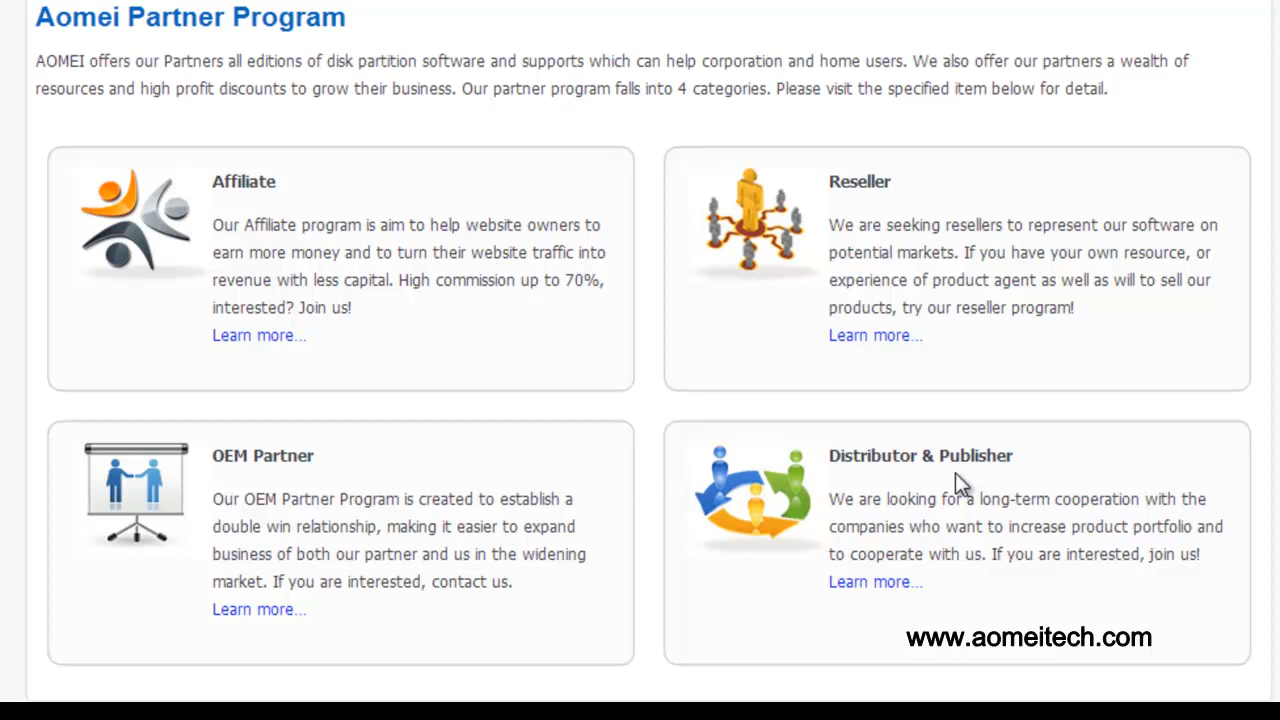 Aomei Partner Program
AOMEI offers our Partners all editions of disk partition software and supports which can help corporation and home users. We also offer our partners a wealth of
resources and high profit discounts to grow their business. Our partner program falls into 4 categories. Please visit the specified item below for detail.
Affiliate
Our Affiliate program is aim to help website owners to
earn more money and to turn their website traffic into
revenue with less capital. High commission up to 70%,
interested? Join us!
Learn more...
Reseller
We are seeking resellers to represent our software on
potential markets. If you have your own resource, or
experience of product agent as well as will to sell our
products, try our reseller program!
Learn more...
OEM Partner
Our OEM Partner Program is created to establish a
double win relationship, making it easier to expand
business of both our partner and us in the widening
market. If you are interested, contact us.
Learn more...
Distributor & Publisher
We are looking for a long-term cooperation with the
companies who want to increase product portfolio and
to cooperate with us. If you are interested, join us!
Learn more...
www.aomeitech.com